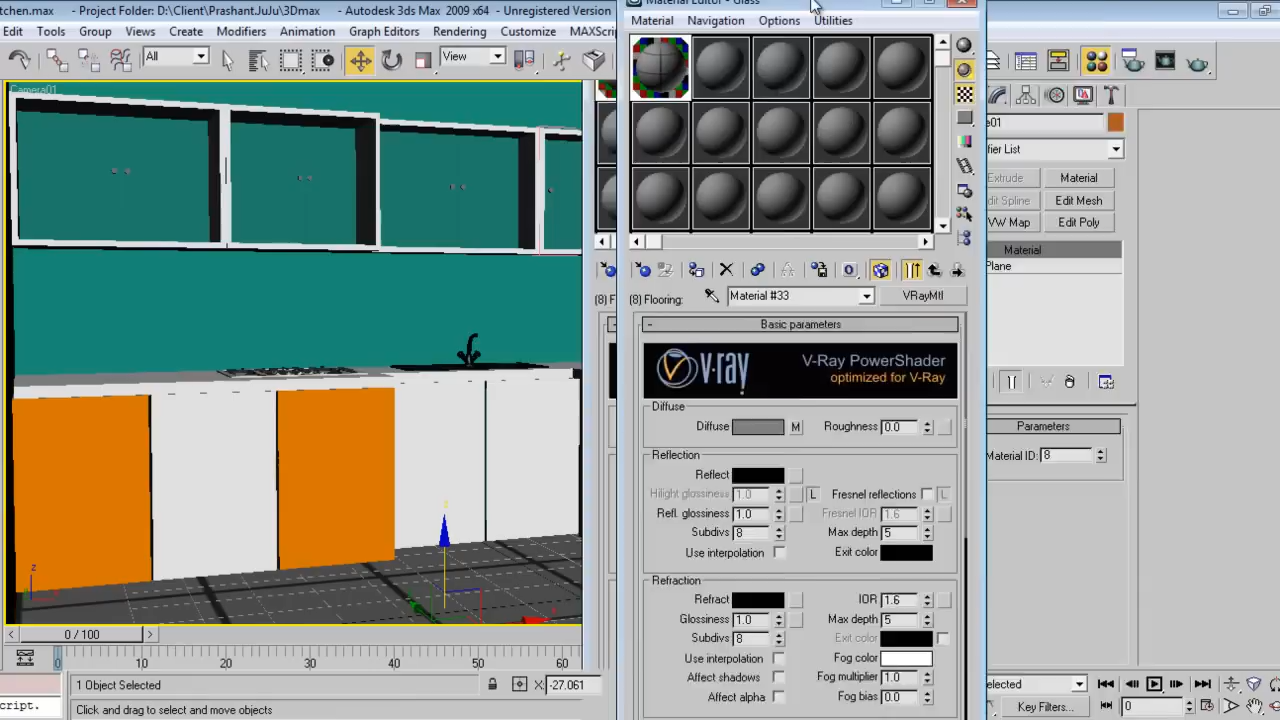 tchen.max - Project Folder: D:\Client\Prashant.JuJu\3Dmax - Autodesk 3ds Max 2009 x64 - Unregistered Version
Material Editor - Glass
Edit Tools Group Views Create Modifiers Animation Graph Editors Rendering Customize MAXScri
Material Navigation Options Utilities
All
View
Camera01
e01
fier List
Extrude Material
dit Spline Edit Mesh
VW Map Edit Poly
Material
Plane
(8) F
(8) Flooring: Material #33 VRayMtl
- Basic parameters
v·ray
V-Ray PowerShader
optimized for V-Ray
Diffuse
Diffuse M Roughness 0.0
Reflection
Reflect
Hilight glossiness 1.0 L Fresnel reflections L
Refl. glossiness 1.0 Fresnel IOR 1.6
Subdivs 8 Max depth 5
Use interpolation Exit color
Refraction
Refract IOR 1.6
Glossiness 1.0 Max depth 5
Subdivs 8 Exit color
Use interpolation Fog color
Affect shadows Fog multiplier 1.0
Affect alpha Fog bias 0.0
Parameters
Material ID: 8
z
x
< 0 / 100 >
0 10 20 30 40 50 60
1 Object Selected X: -27.061
script. Click and drag to select and move objects
elected
Key Filters... 0